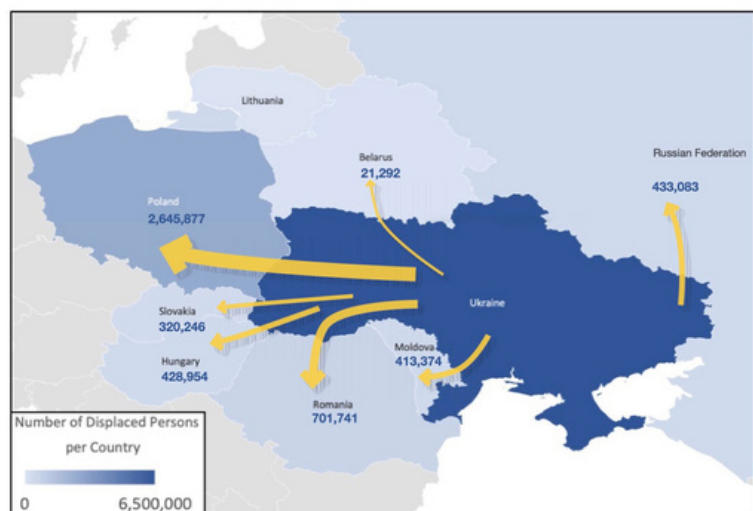 Lithuania
Belarus
21,292
Russian Federation
433,083
Poland
2,645,877
Ukraine
Slovakia
320,246
Moldova
413,374
Hungary
428,954
Romania
701,741
Number of Displaced Persons
per Country
0 6,500,000